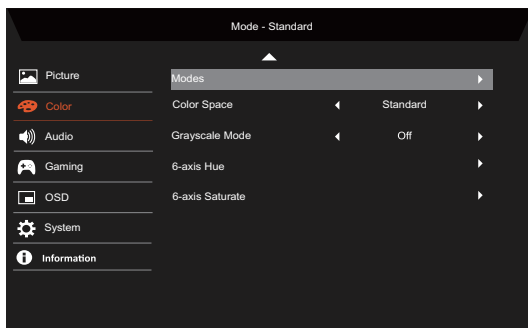 Mode - Standard
Picture
Color
Audio
Gaming
OSD
System
Information
Modes
Color Space Standard
Grayscale Mode Off
6-axis Hue
6-axis Saturate